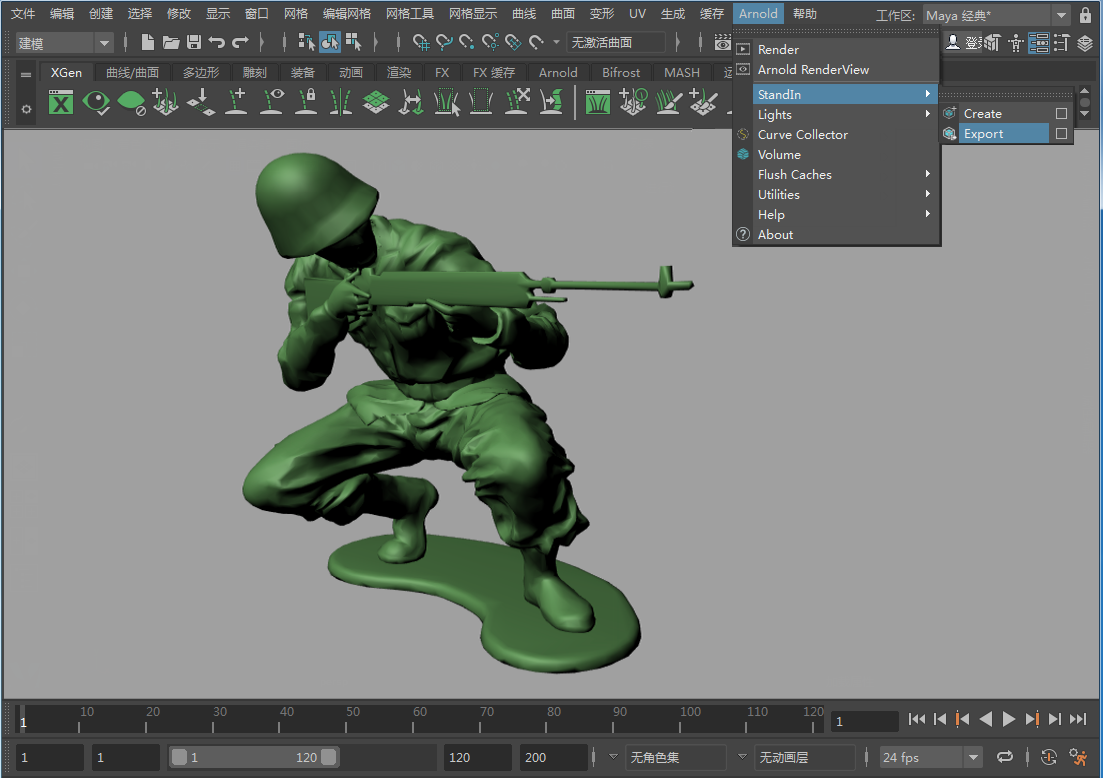 文件 编辑 创建 选择 修改 显示 窗口 网格 编辑网格 网格工具 网格显示 曲线 曲面 变形 UV 生成 缓存 Arnold 帮助 工作区: Maya 经典*
建模 无激活曲面 登
XGen 曲线/曲面 多边形 雕刻 装备 动画 渲染 FX FX 缓存 Arnold Bifrost MASH
Render
Arnold RenderView
StandIn
Lights
Curve Collector
Volume
Flush Caches
Utilities
Help
About
Create
Export
1 10 20 30 40 50 60 70 80 90 100 110 120 1
1 1 1 120 120 200 无角色集 无动画层 24 fps